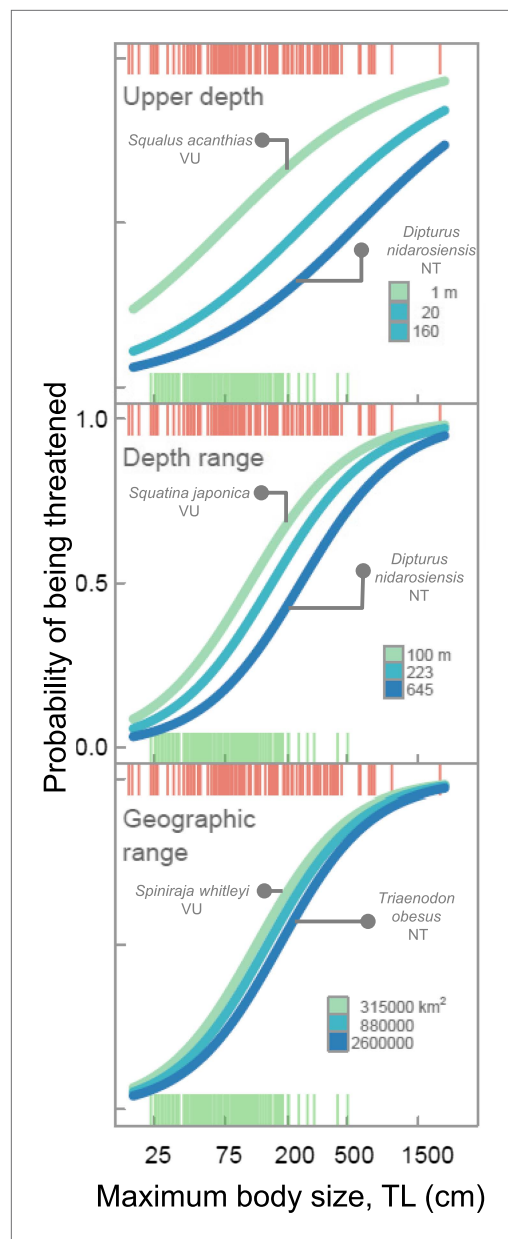 Upper depth
Squalus acanthias
VU
Dipturus
nidarosiensis
NT
1 m
20
160
Probability of being threatened
1.0
0.5
0.0
Depth range
Squatina japonica
VU
Dipturus
nidarosiensis
NT
100 m
223
645
Geographic
range
Spiniraja whitleyi
VU
Triaenodon
obesus
NT
315000 km²
880000
2600000
25 75 200 500 1500
Maximum body size, TL (cm)